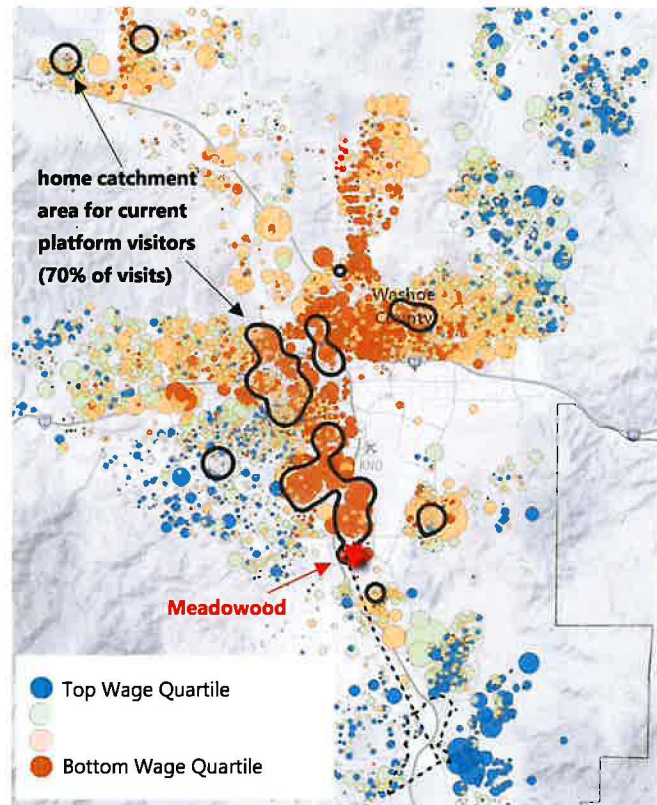 home catchment
area for current
platform visitors
(70% of visits)
Washoe
County
RNO
Meadowood
Top Wage Quartile
Bottom Wage Quartile